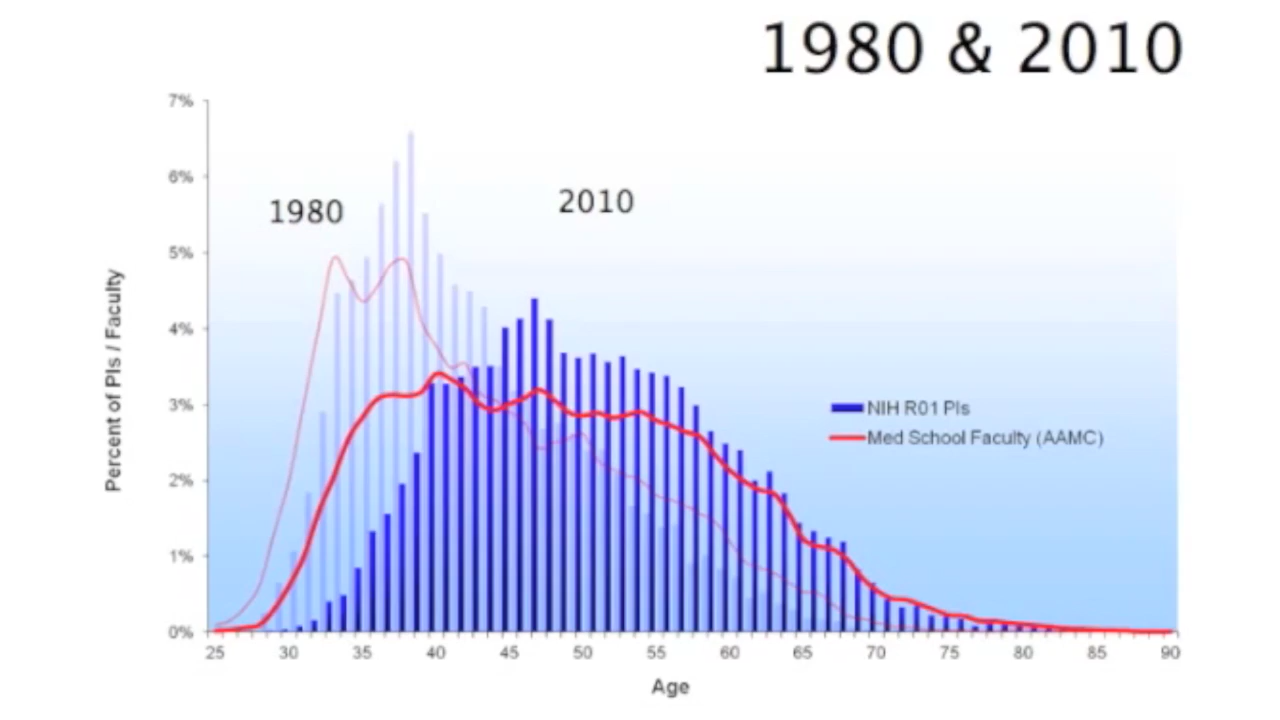 1980 & 2010
7%
6%
5%
4%
3%
2%
1%
0%
1980
2010
Percent of PIs / Faculty
NIH R01 PIs
Med School Faculty (AAMC)
25 30 35 40 45 50 55 60 65 70 75 80 85 90
Age